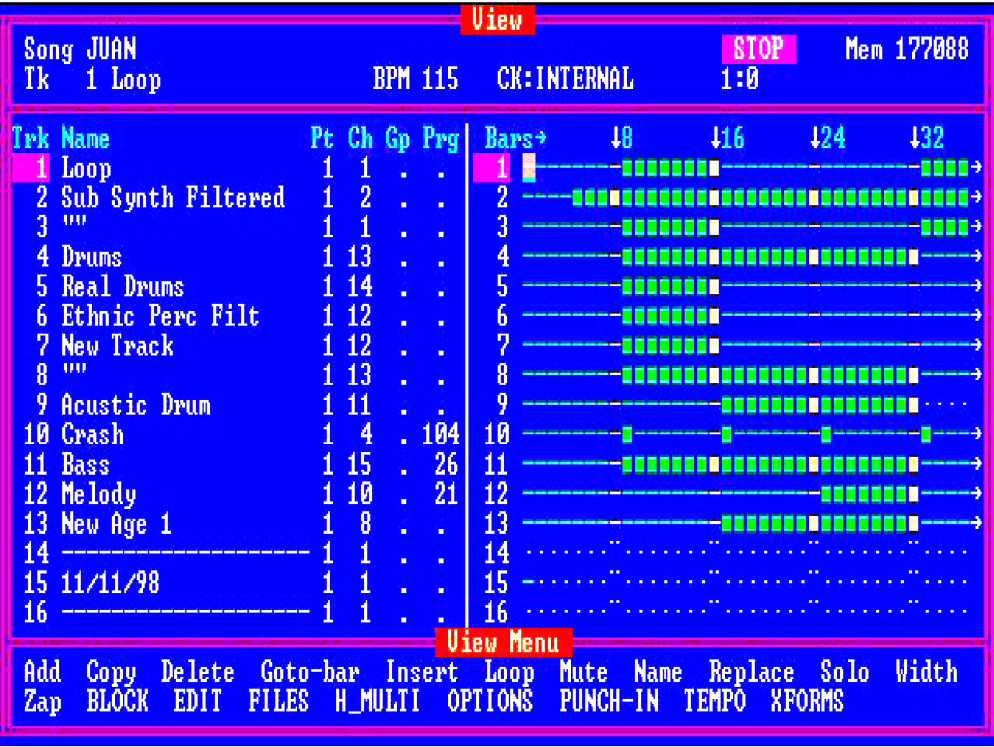 View
Song JUAN STOP Mem 177088
Tk 1 Loop BPM 115 CK:INTERNAL 1:0
Trk Name Pt Ch Gp Prg Bars→ ↓8 ↓16 ↓24 ↓32
1 Loop 1 1 . . 1
2 Sub Synth Filtered 1 2 . . 2
3 "" 1 1 . . 3
4 Drums 1 13 . . 4
5 Real Drums 1 14 . . 5
6 Ethnic Perc Filt 1 12 . . 6
7 New Track 1 12 . . 7
8 "" 1 13 . . 8
9 Acustic Drum 1 11 . . 9
10 Crash 1 4 . 104 10
11 Bass 1 15 . 26 11
12 Melody 1 10 . 21 12
13 New Age 1 1 8 . . 13
14 -------------------- 1 1 . . 14
15 11/11/98 1 1 . . 15
16 -------------------- 1 1 . . 16
View Menu
Add Copy Delete Goto-bar Insert Loop Mute Name Replace Solo Width
Zap BLOCK EDIT FILES H_MULTI OPTIONS PUNCH-IN TEMPO XFORMS